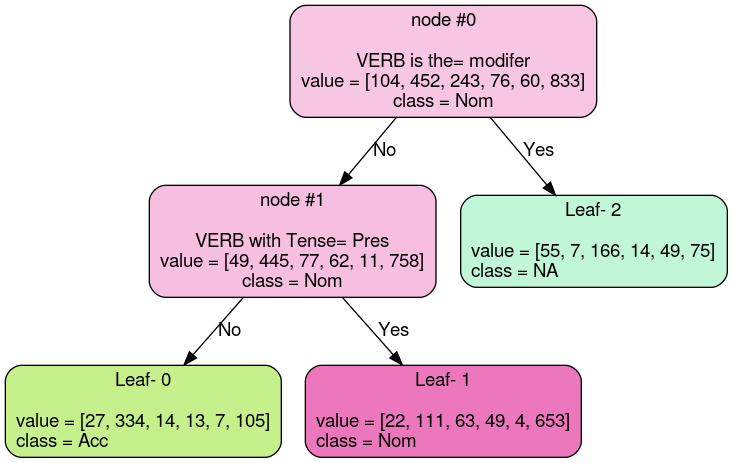 node #0
VERB is the= modifer
value = [104, 452, 243, 76, 60, 833]
class = Nom
No
Yes
node #1
VERB with Tense= Pres
value = [49, 445, 77, 62, 11, 758]
class = Nom
Leaf- 2
value = [55, 7, 166, 14, 49, 75]
class = NA
No
Yes
Leaf- 0
value = [27, 334, 14, 13, 7, 105]
class = Acc
Leaf- 1
value = [22, 111, 63, 49, 4, 653]
class = Nom